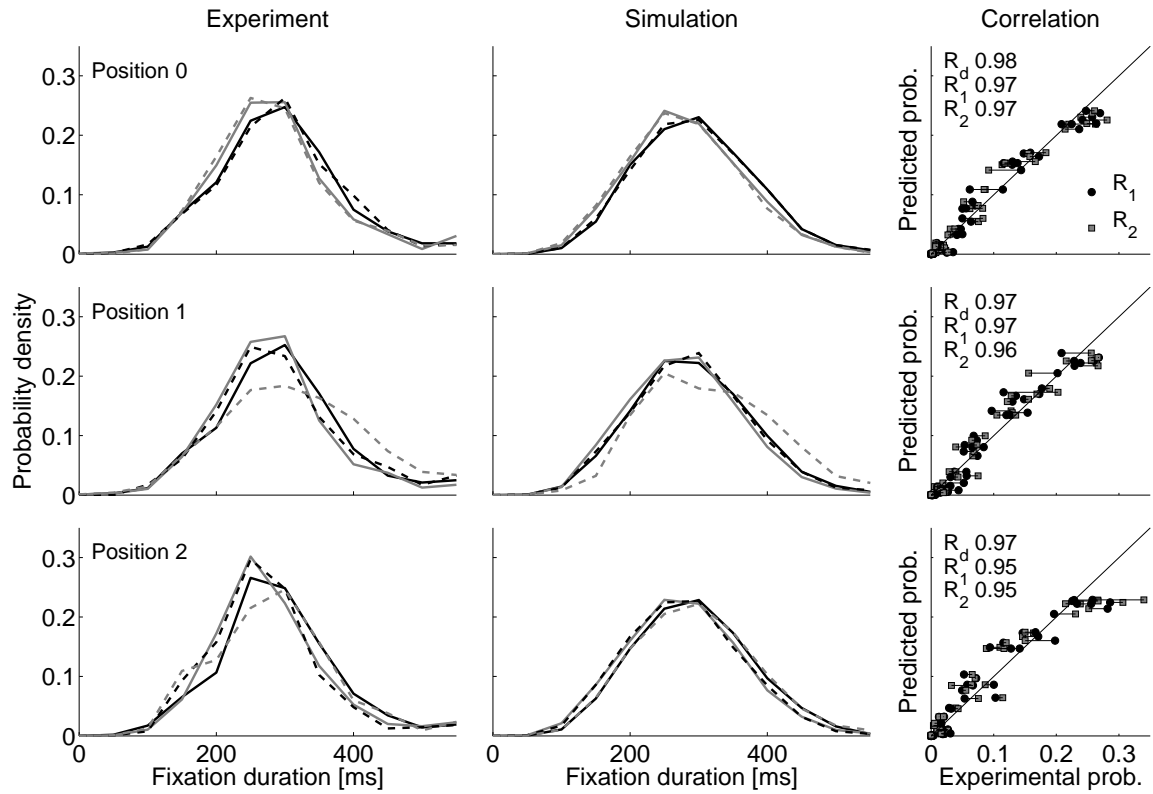 Experiment
Simulation
Correlation
Position 0
0.3
0.2
0.1
0
Predicted prob.
R_d 0.98
R_1 0.97
R_2 0.97
R_1
R_2
Probability density
Position 1
0.3
0.2
0.1
0
Predicted prob.
R_d 0.97
R_1 0.97
R_2 0.96
Position 2
0.3
0.2
0.1
0
0 200 400
Fixation duration [ms]
0 200 400
Fixation duration [ms]
Predicted prob.
R_d 0.97
R_1 0.95
R_2 0.95
0 0.1 0.2 0.3
Experimental prob.